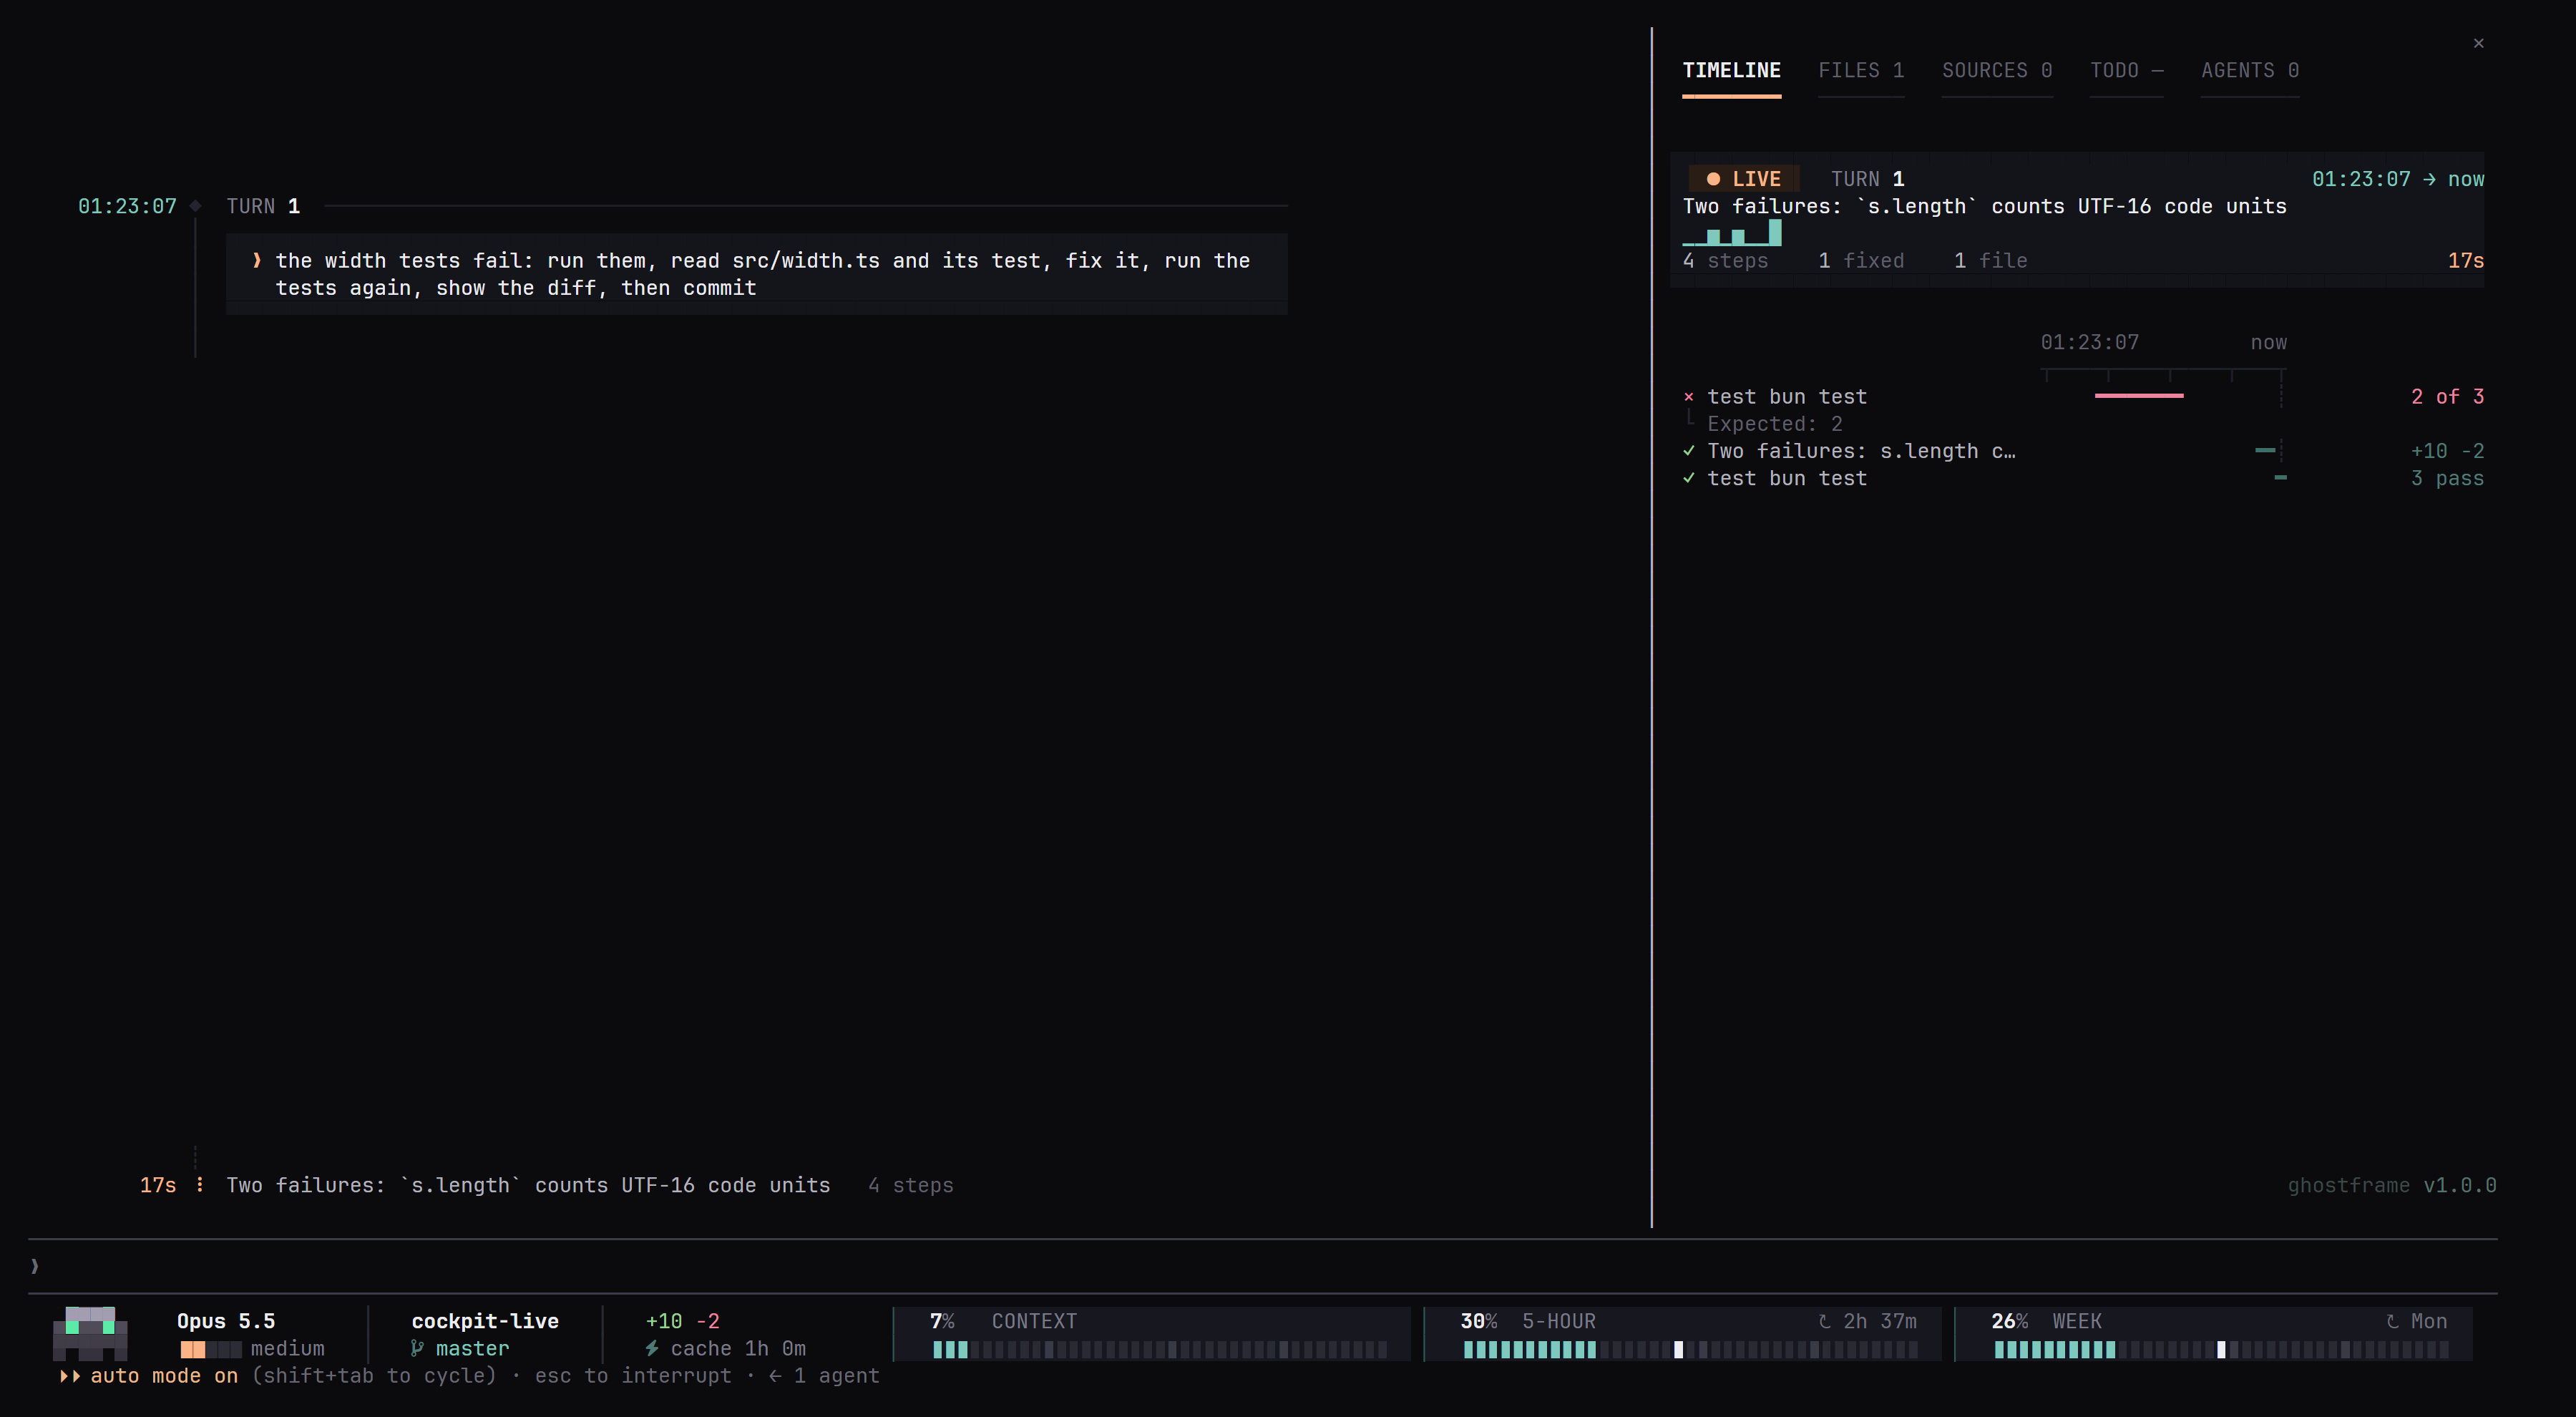 ×
TIMELINE FILES 1 SOURCES 0 TODO — AGENTS 0
01:23:07 ◆ TURN 1
❯ the width tests fail: run them, read src/width.ts and its test, fix it, run the
tests again, show the diff, then commit
● LIVE TURN 1 01:23:07 → now
Two failures: `s.length` counts UTF-16 code units
4 steps 1 fixed 1 file 17s
01:23:07 now
× test bun test 2 of 3
└ Expected: 2
✓ Two failures: s.length c… +10 -2
✓ test bun test 3 pass
17s ⋮ Two failures: `s.length` counts UTF-16 code units 4 steps
ghostframe v1.0.0
❯
Opus 5.5 cockpit-live +10 -2 7% CONTEXT 30% 5-HOUR ↻ 2h 37m 26% WEEK ↻ Mon
medium master ⚡ cache 1h 0m
⏵⏵ auto mode on (shift+tab to cycle) · esc to interrupt · ← 1 agent